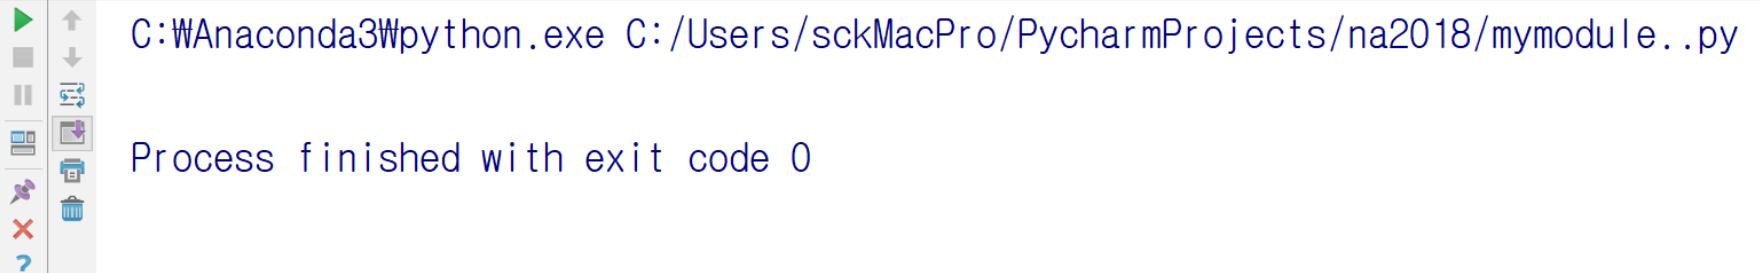 C:₩Anaconda3₩python.exe C:/Users/sckMacPro/PycharmProjects/na2018/mymodule..py
Process finished with exit code 0
?